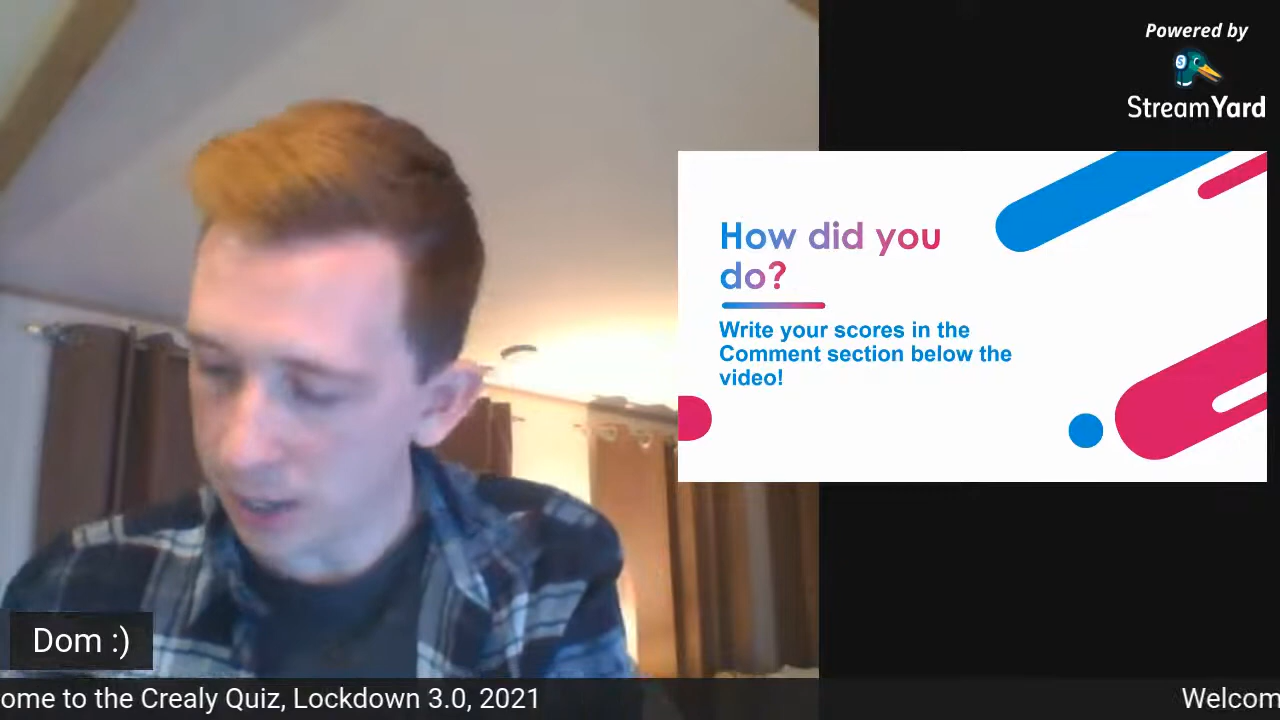 Powered by
StreamYard
How did you
do?
Write your scores in the
Comment section below the
video!
Dom :)
ome to the Crealy Quiz, Lockdown 3.0, 2021
Welcom